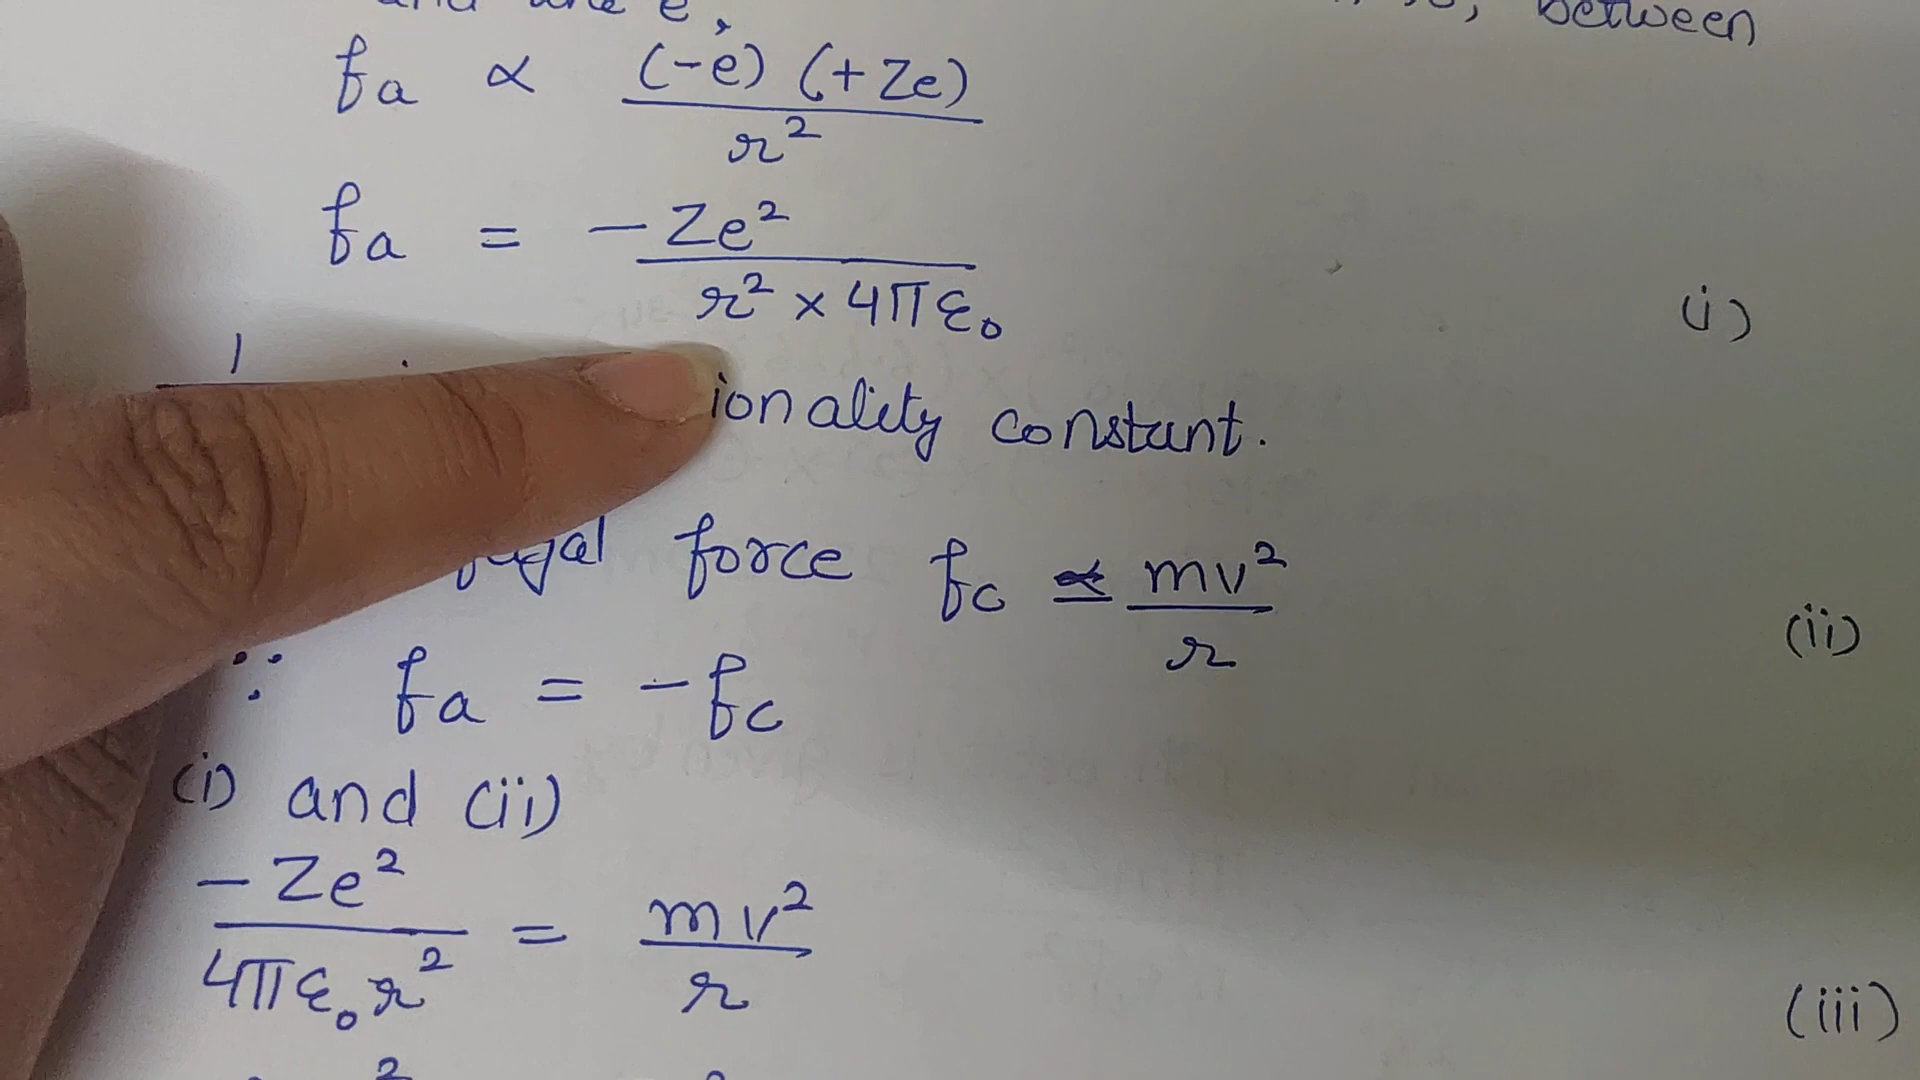 between
fa ∝ (-e) (+Ze) / r²
fa = -Ze² / r² × 4πε₀ (i)
1
ionality constant.
force fc = mv² / r (ii)
∵ fa = -fc
(i) and (ii)
-Ze² / 4πε₀r² = mv² / r (iii)